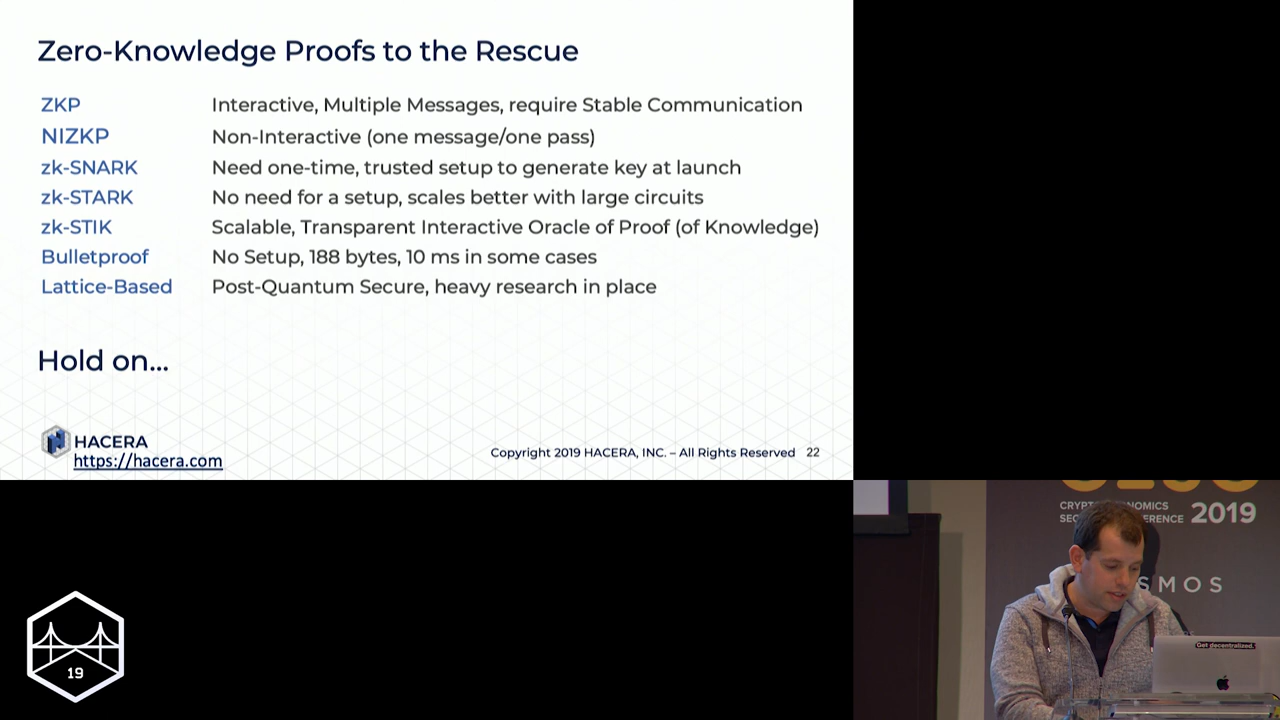 Zero-Knowledge Proofs to the Rescue
ZKP Interactive, Multiple Messages, require Stable Communication
NIZKP Non-Interactive (one message/one pass)
zk-SNARK Need one-time, trusted setup to generate key at launch
zk-STARK No need for a setup, scales better with large circuits
zk-STIK Scalable, Transparent Interactive Oracle of Proof (of Knowledge)
Bulletproof No Setup, 188 bytes, 10 ms in some cases
Lattice-Based Post-Quantum Secure, heavy research in place
Hold on...
HACERA
https://hacera.com
Copyright 2019 HACERA, INC. – All Rights Reserved 22
2019
SMOS
Get decentralized.
19